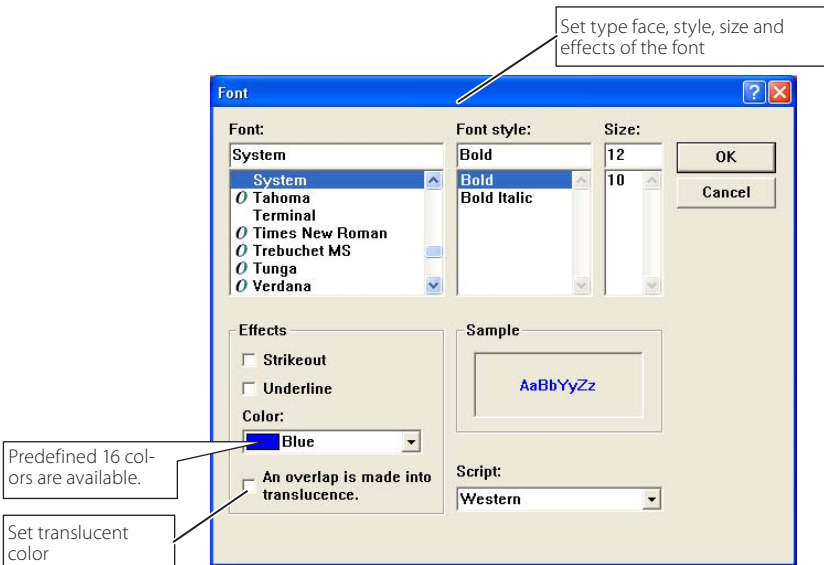 Set type face, style, size and
effects of the font
Font
Font:
Font style:
Size:
System
Bold
12
OK
System
Tahoma
Terminal
Times New Roman
Trebuchet MS
Tunga
Verdana
Bold
Bold Italic
10
Cancel
Effects
Strikeout
Underline
Color:
Blue
An overlap is made into
translucence.
Sample
AaBbYyZz
Script:
Western
Predefined 16 col-
ors are available.
Set translucent
color